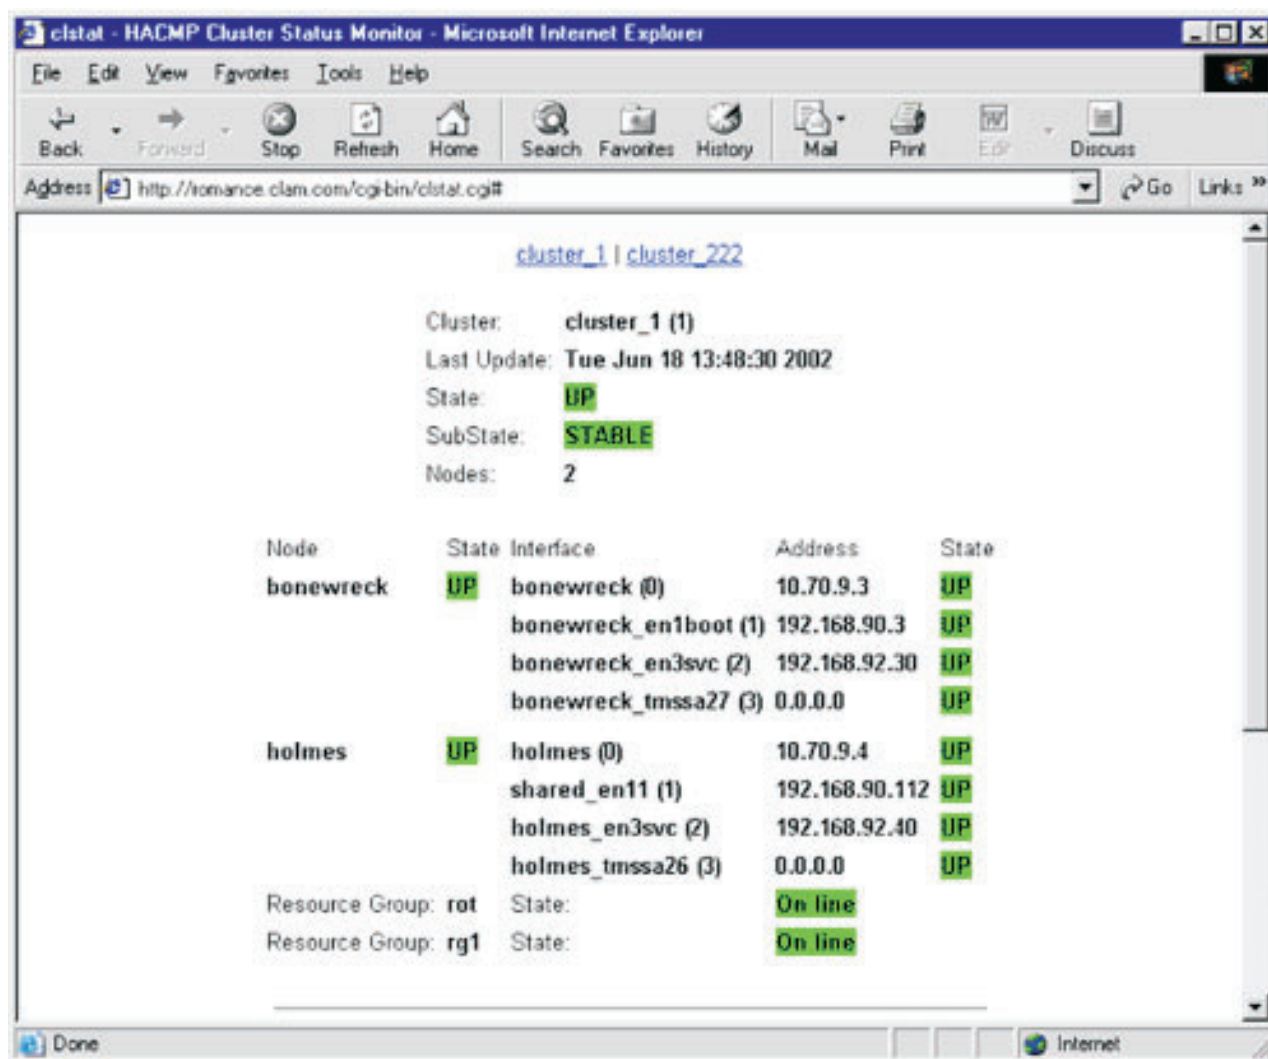 clstat - HACMP Cluster Status Monitor - Microsoft Internet Explorer
File Edit View Favorites Tools Help
Back Forward Stop Refresh Home Search Favorites History Mail Print Edit Discuss
Address http://romance.clam.com/cgi-bin/clstat.cgi# Go Links »
cluster_1 | cluster_222
Cluster: cluster_1 (1)
Last Update: Tue Jun 18 13:48:30 2002
State: UP
SubState: STABLE
Nodes: 2
Node State Interface Address State
bonewreck UP bonewreck (0) 10.70.9.3 UP
bonewreck_en1boot (1) 192.168.90.3 UP
bonewreck_en3svc (2) 192.168.92.30 UP
bonewreck_tmssa27 (3) 0.0.0.0 UP
holmes UP holmes (0) 10.70.9.4 UP
shared_en11 (1) 192.168.90.112 UP
holmes_en3svc (2) 192.168.92.40 UP
holmes_tmssa26 (3) 0.0.0.0 UP
Resource Group: rot State: On line
Resource Group: rg1 State: On line
Done Internet